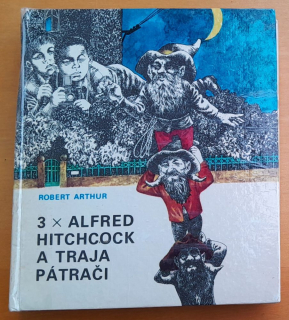 ROBERT ARTHUR
3 × ALFRED
HITCHCOCK
A TRAJA
PÁTRAČI